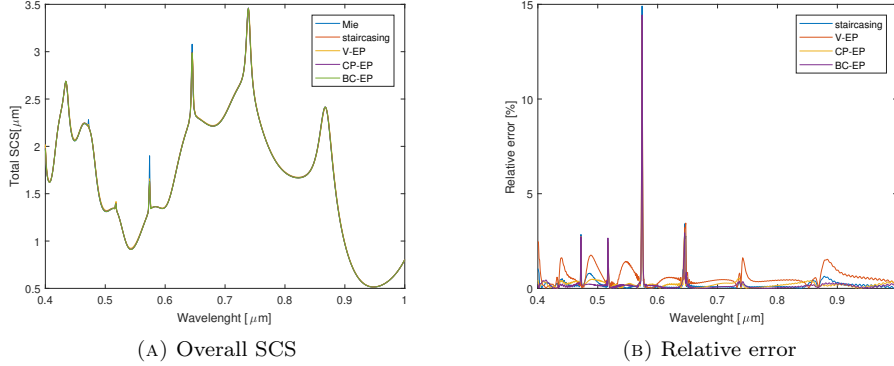 Mie
staircasing
V-EP
CP-EP
BC-EP
Total SCS[μm]
3.5
3
2.5
2
1.5
1
0.5
0.4
0.5
0.6
0.7
0.8
0.9
1
Wavelenght [ μm]
(A) Overall SCS
staircasing
V-EP
CP-EP
BC-EP
Relative error [%]
15
10
5
0
0.4
0.5
0.6
0.7
0.8
0.9
Wavelenght [ μm]
(B) Relative error